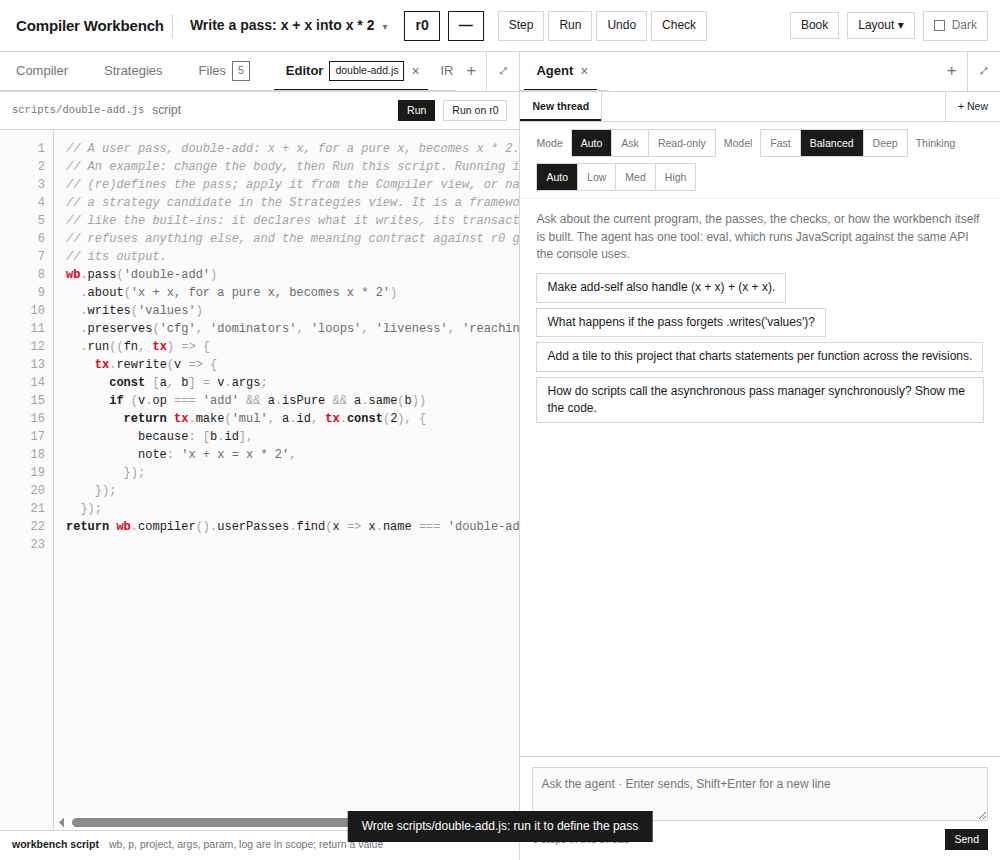 Compiler Workbench
Write a pass: x + x into x * 2 ▾
r0
—
Step
Run
Undo
Check
Book
Layout ▾
Dark
Compiler
Strategies
Files 5
Editor double-add.js ×
IR
+
Agent ×
+
scripts/double-add.js script
Run
Run on r0
New thread
+ New
Mode Auto Ask Read-only Model Fast Balanced Deep Thinking
Auto Low Med High
1 // A user pass, double-add: x + x, for a pure x, becomes x * 2.
2 // An example: change the body, then Run this script. Running i
3 // (re)defines the pass; apply it from the Compiler view, or na
4 // a strategy candidate in the Strategies view. It is a framewo
5 // like the built-ins: it declares what it writes, its transact
6 // refuses anything else, and the meaning contract against r0 g
7 // its output.
8 wb.pass('double-add')
9 .about('x + x, for a pure x, becomes x * 2')
10 .writes('values')
11 .preserves('cfg', 'dominators', 'loops', 'liveness', 'reachin
12 .run((fn, tx) => {
13 tx.rewrite(v => {
14 const [a, b] = v.args;
15 if (v.op === 'add' && a.isPure && a.same(b))
16 return tx.make('mul', a.id, tx.const(2), {
17 because: [b.id],
18 note: 'x + x = x * 2',
19 });
20 });
21 });
22 return wb.compiler().userPasses.find(x => x.name === 'double-ad
23
Ask about the current program, the passes, the checks, or how the workbench itself
is built. The agent has one tool: eval, which runs JavaScript against the same API
the console uses.
Make add-self also handle (x + x) + (x + x).
What happens if the pass forgets .writes('values')?
Add a tile to this project that charts statements per function across the revisions.
How do scripts call the asynchronous pass manager synchronously? Show me
the code.
Ask the agent · Enter sends, Shift+Enter for a new line
Send
Wrote scripts/double-add.js: run it to define the pass
workbench script wb, p, project, args, param, log are in scope; return a value